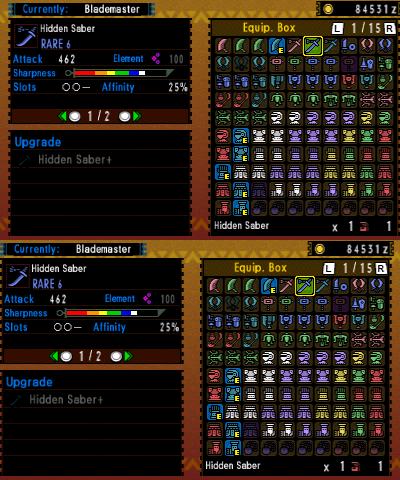 Currently: Blademaster
84531z
Hidden Saber
RARE 6
Attack 462 Element 100
Sharpness
Slots ○○― Affinity 25%
1/2
Upgrade
Hidden Saber+
Equip. Box L 1/15 R
E
E
E
E
E
E
Hidden Saber x 1 1
Currently: Blademaster
84531z
Hidden Saber
RARE 6
Attack 462 Element 100
Sharpness
Slots ○○― Affinity 25%
1/2
Upgrade
Hidden Saber+
Equip. Box L 1/15 R
E
E
E
E
E
E
Hidden Saber x 1 1